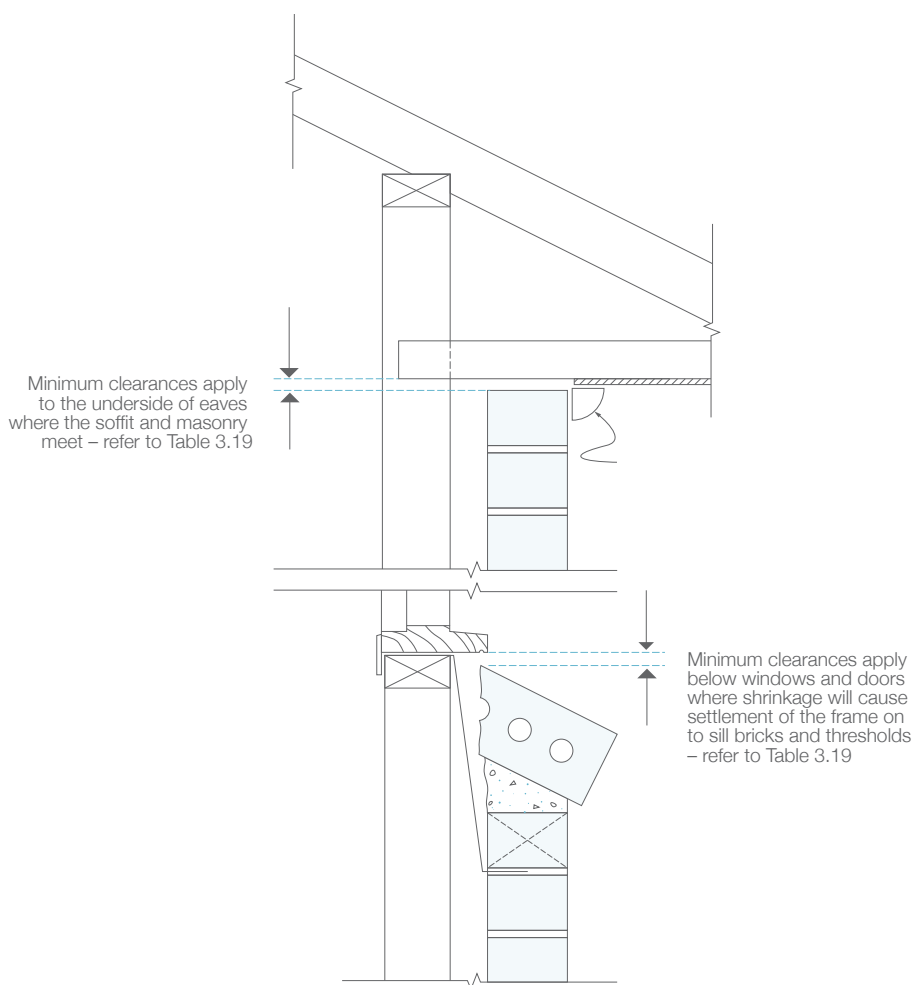 Minimum clearances apply
to the underside of eaves
where the soffit and masonry
meet – refer to Table 3.19
Minimum clearances apply
below windows and doors
where shrinkage will cause
settlement of the frame on
to sill bricks and thresholds
– refer to Table 3.19